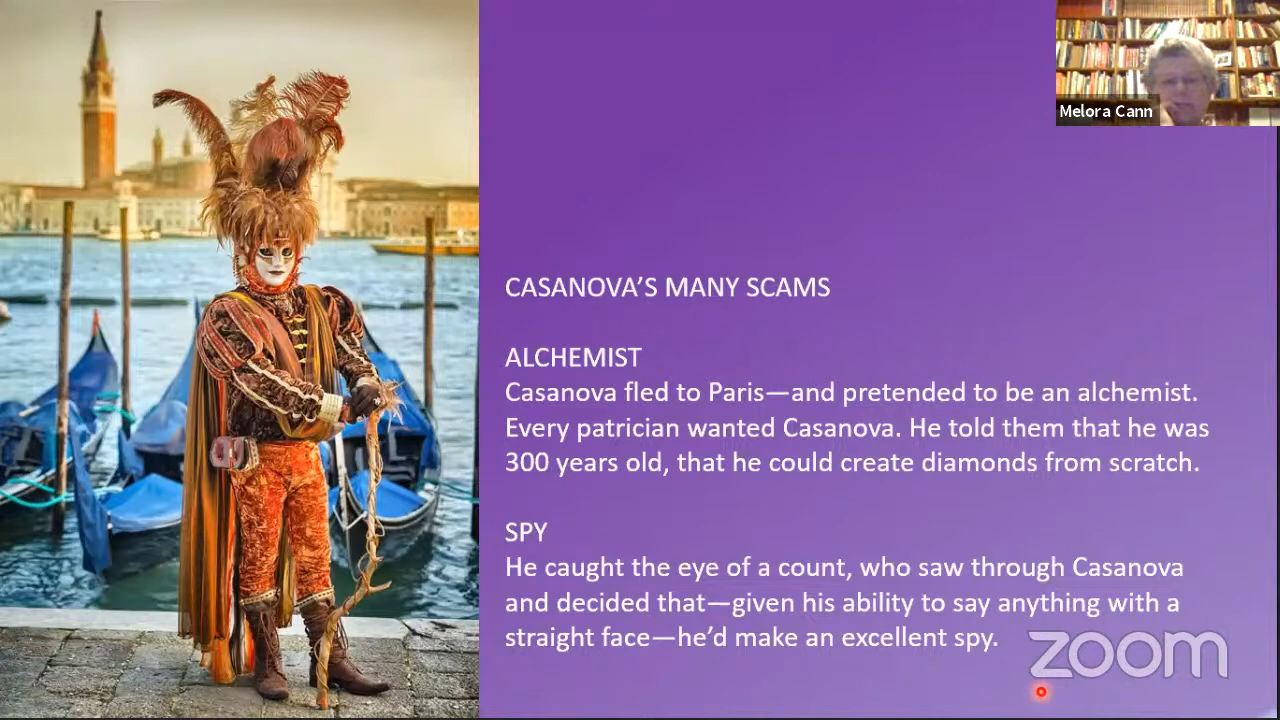 Melora Cann
CASANOVA’S MANY SCAMS
ALCHEMIST
Casanova fled to Paris—and pretended to be an alchemist.
Every patrician wanted Casanova. He told them that he was
300 years old, that he could create diamonds from scratch.
SPY
He caught the eye of a count, who saw through Casanova
and decided that—given his ability to say anything with a
straight face—he’d make an excellent spy.
zoom